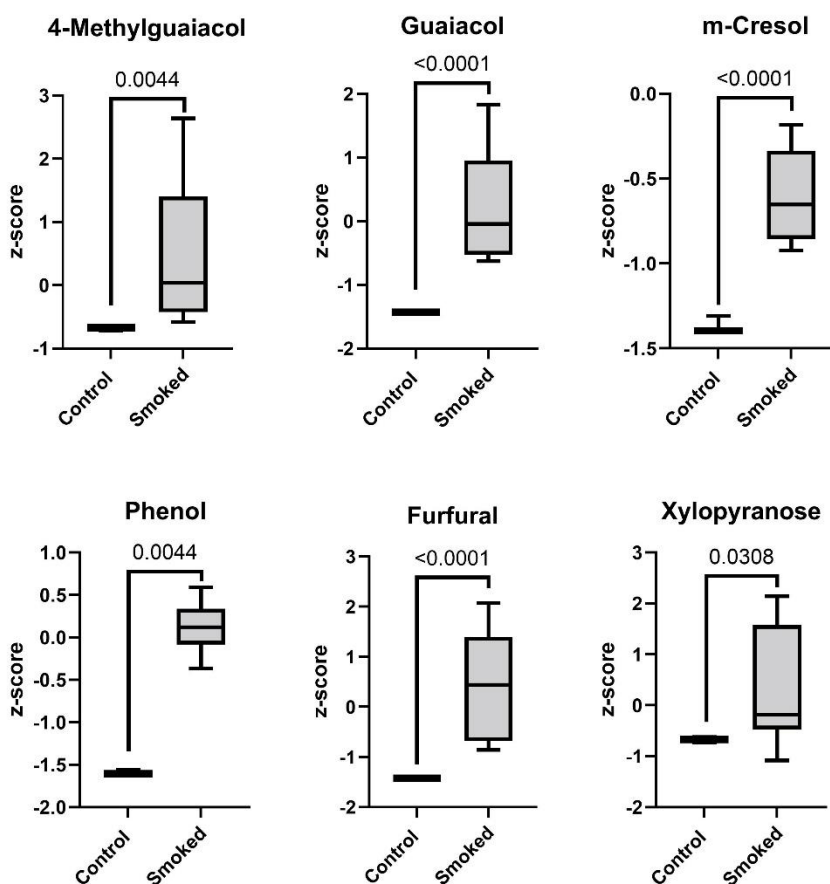 4-Methylguaiacol
0.0044
3
2
1
0
-1
z-score
Control
Smoked
Guaiacol
<0.0001
2
1
0
-1
-2
z-score
Control
Smoked
m-Cresol
<0.0001
0.0
-0.5
-1.0
-1.5
z-score
Control
Smoked
Phenol
0.0044
1.0
0.5
0.0
-0.5
-1.0
-1.5
-2.0
z-score
Control
Smoked
Furfural
<0.0001
3
2
1
0
-1
-2
z-score
Control
Smoked
Xylopyranose
0.0308
3
2
1
0
-1
-2
z-score
Control
Smoked